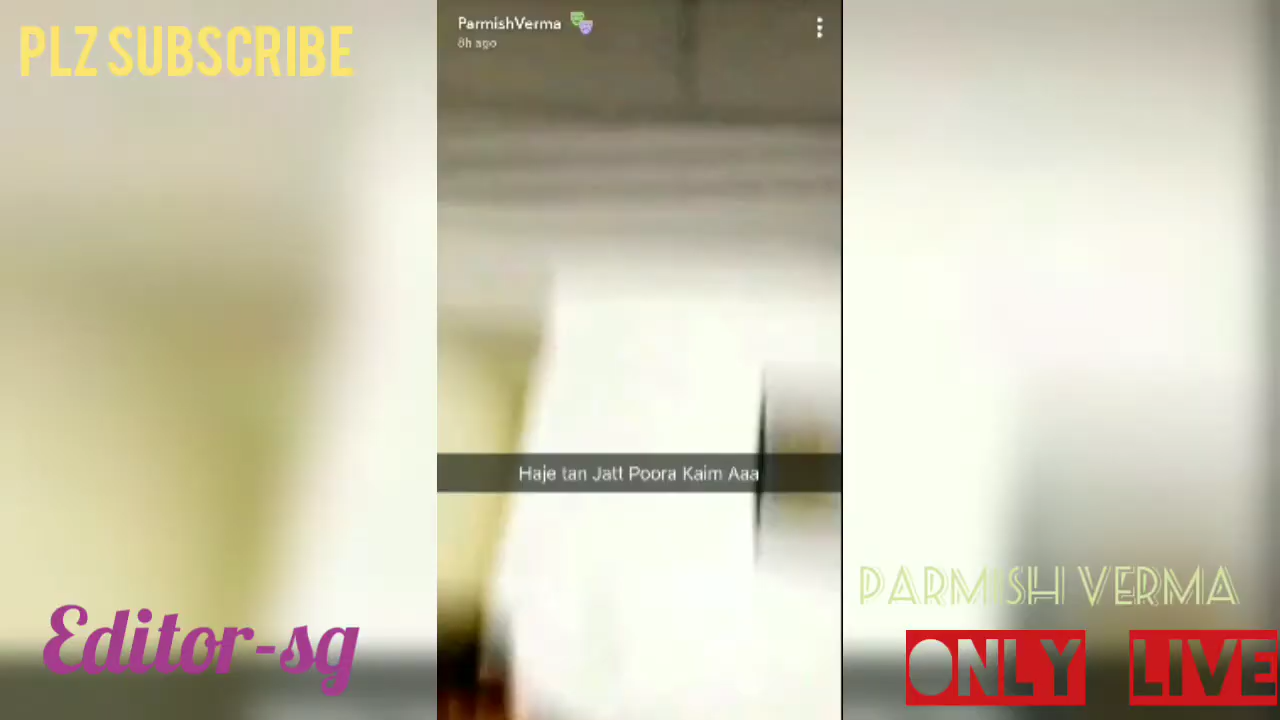 PLZ SUBSCRIBE
ParmishVerma
8h ago
Haje tan Jatt Poora Kaim Aaa
Editor-sg
PARMISH VERMA
ONLY LIVE